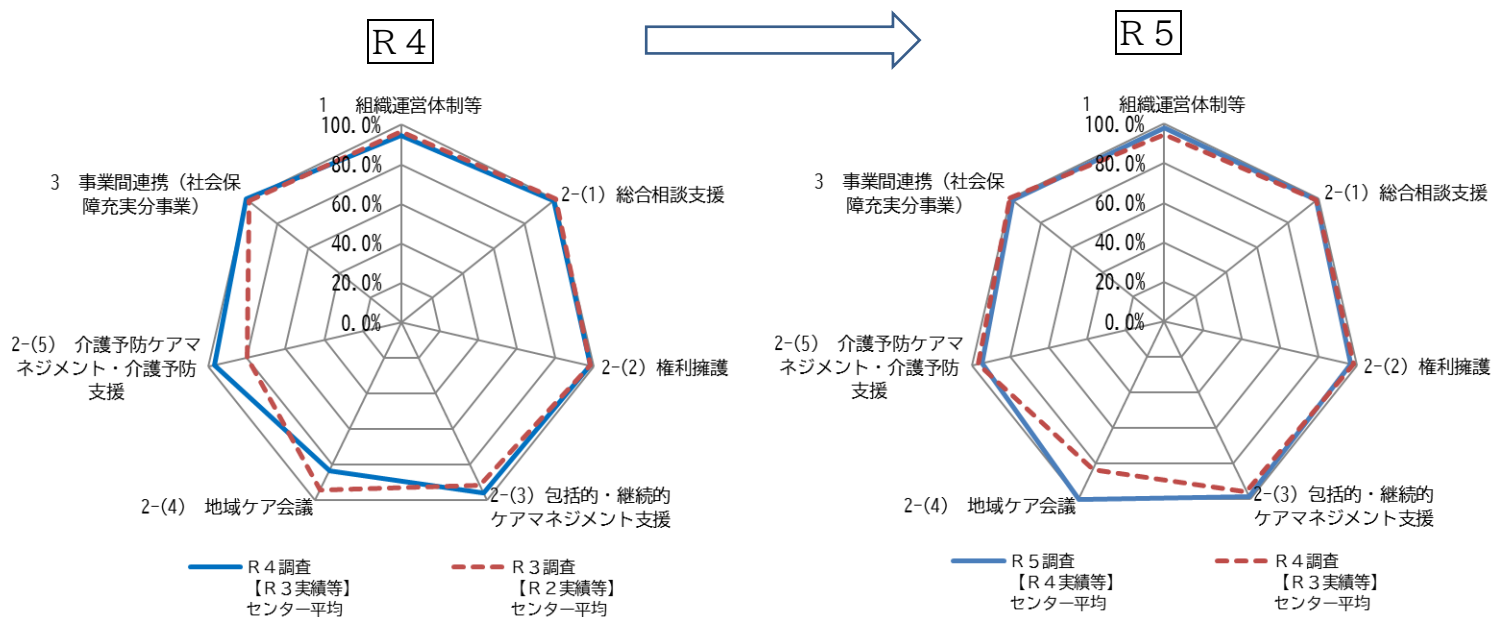 Ｒ４
１　組織運営体制等
100.0%
80.0%
60.0%
40.0%
20.0%
0.0%
2-(1) 総合相談支援
2-(2) 権利擁護
2-(3) 包括的・継続的
ケアマネジメント支援
2-(4)　地域ケア会議
2-(5)　介護予防ケアマ
ネジメント・介護予防
支援
3　事業間連携（社会保
障充実分事業）
Ｒ４調査
【Ｒ３実績等】
センター平均
Ｒ３調査
【Ｒ２実績等】
センター平均
Ｒ５
１　組織運営体制等
100.0%
80.0%
60.0%
40.0%
20.0%
0.0%
2-(1) 総合相談支援
2-(2) 権利擁護
2-(3) 包括的・継続的
ケアマネジメント支援
2-(4)　地域ケア会議
2-(5)　介護予防ケアマ
ネジメント・介護予防
支援
3　事業間連携（社会保
障充実分事業）
Ｒ５調査
【Ｒ４実績等】
センター平均
Ｒ４調査
【Ｒ３実績等】
センター平均